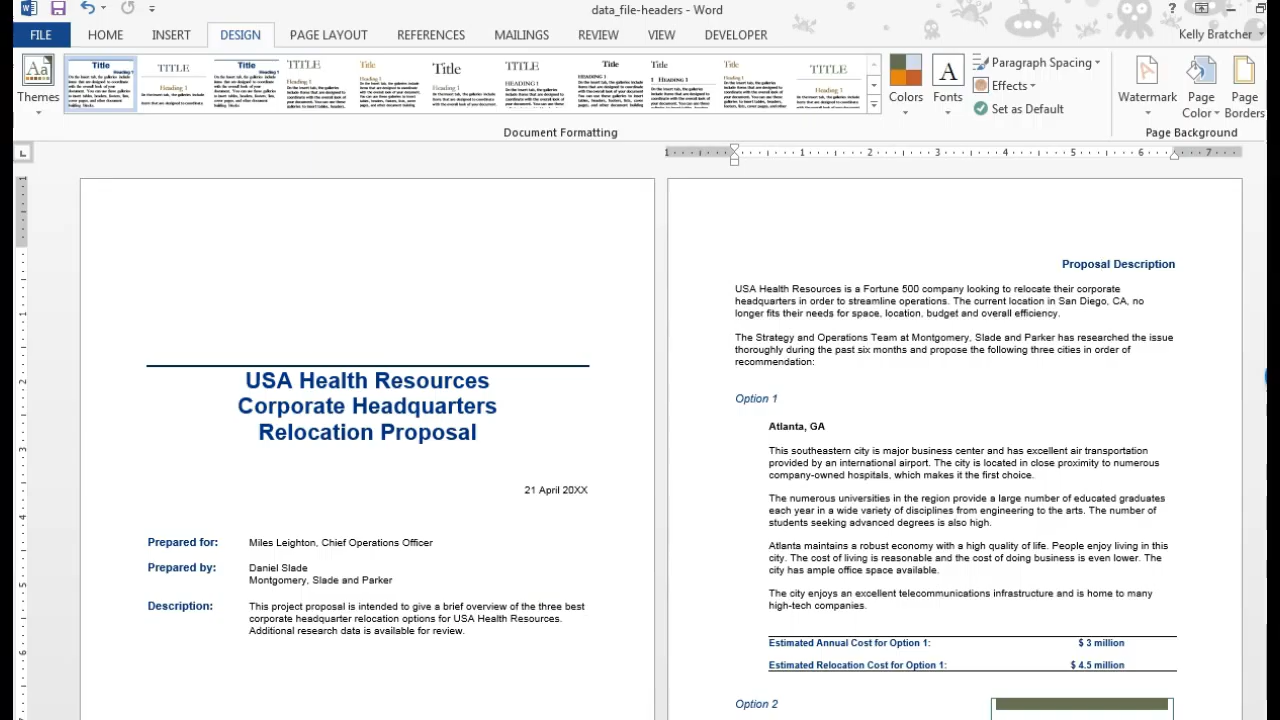 data_file-headers - Word
?
FILE
HOME
INSERT
DESIGN
PAGE LAYOUT
REFERENCES
MAILINGS
REVIEW
VIEW
DEVELOPER
Kelly Bratcher
Themes
Colors
Fonts
Paragraph Spacing
Effects
Set as Default
Watermark
Page Color
Page Borders
Document Formatting
Page Background
USA Health Resources
Corporate Headquarters
Relocation Proposal
21 April 20XX
Prepared for: Miles Leighton, Chief Operations Officer
Prepared by: Daniel Slade
Montgomery, Slade and Parker
Description: This project proposal is intended to give a brief overview of the three best
corporate headquarter relocation options for USA Health Resources.
Additional research data is available for review.
Proposal Description
USA Health Resources is a Fortune 500 company looking to relocate their corporate
headquarters in order to streamline operations. The current location in San Diego, CA, no
longer fits their needs for space, location, budget and overall efficiency.
The Strategy and Operations Team at Montgomery, Slade and Parker has researched the issue
thoroughly during the past six months and propose the following three cities in order of
recommendation:
Option 1
Atlanta, GA
This southeastern city is major business center and has excellent air transportation
provided by an international airport. The city is located in close proximity to numerous
company-owned hospitals, which makes it the first choice.
The numerous universities in the region provide a large number of educated graduates
each year in a wide variety of disciplines from engineering to the arts. The number of
students seeking advanced degrees is also high.
Atlanta maintains a robust economy with a high quality of life. People enjoy living in this
city. The cost of living is reasonable and the cost of doing business is even lower. The
city has ample office space available.
The city enjoys an excellent telecommunications infrastructure and is home to many
high-tech companies.
Estimated Annual Cost for Option 1: $ 3 million
Estimated Relocation Cost for Option 1: $ 4.5 million
Option 2